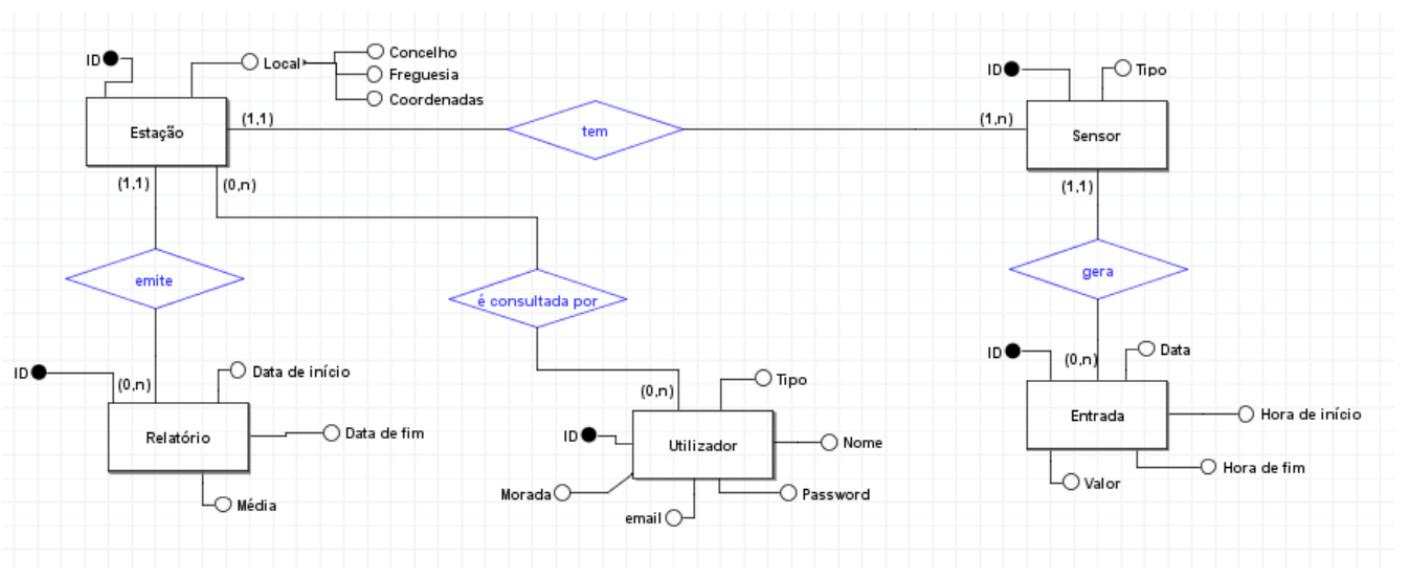 ID
Local
Concelho
Freguesia
Coordenadas
Estação
(1,1)
tem
(1,n)
ID
Tipo
Sensor
(1,1)
(0,n)
(1,1)
emite
é consultada por
gera
ID
(0,n)
Data de início
Relatório
Data de fim
Média
(0,n)
Tipo
ID
Utilizador
Nome
Morada
email
Password
ID
(0,n)
Data
Entrada
Hora de início
Hora de fim
Valor